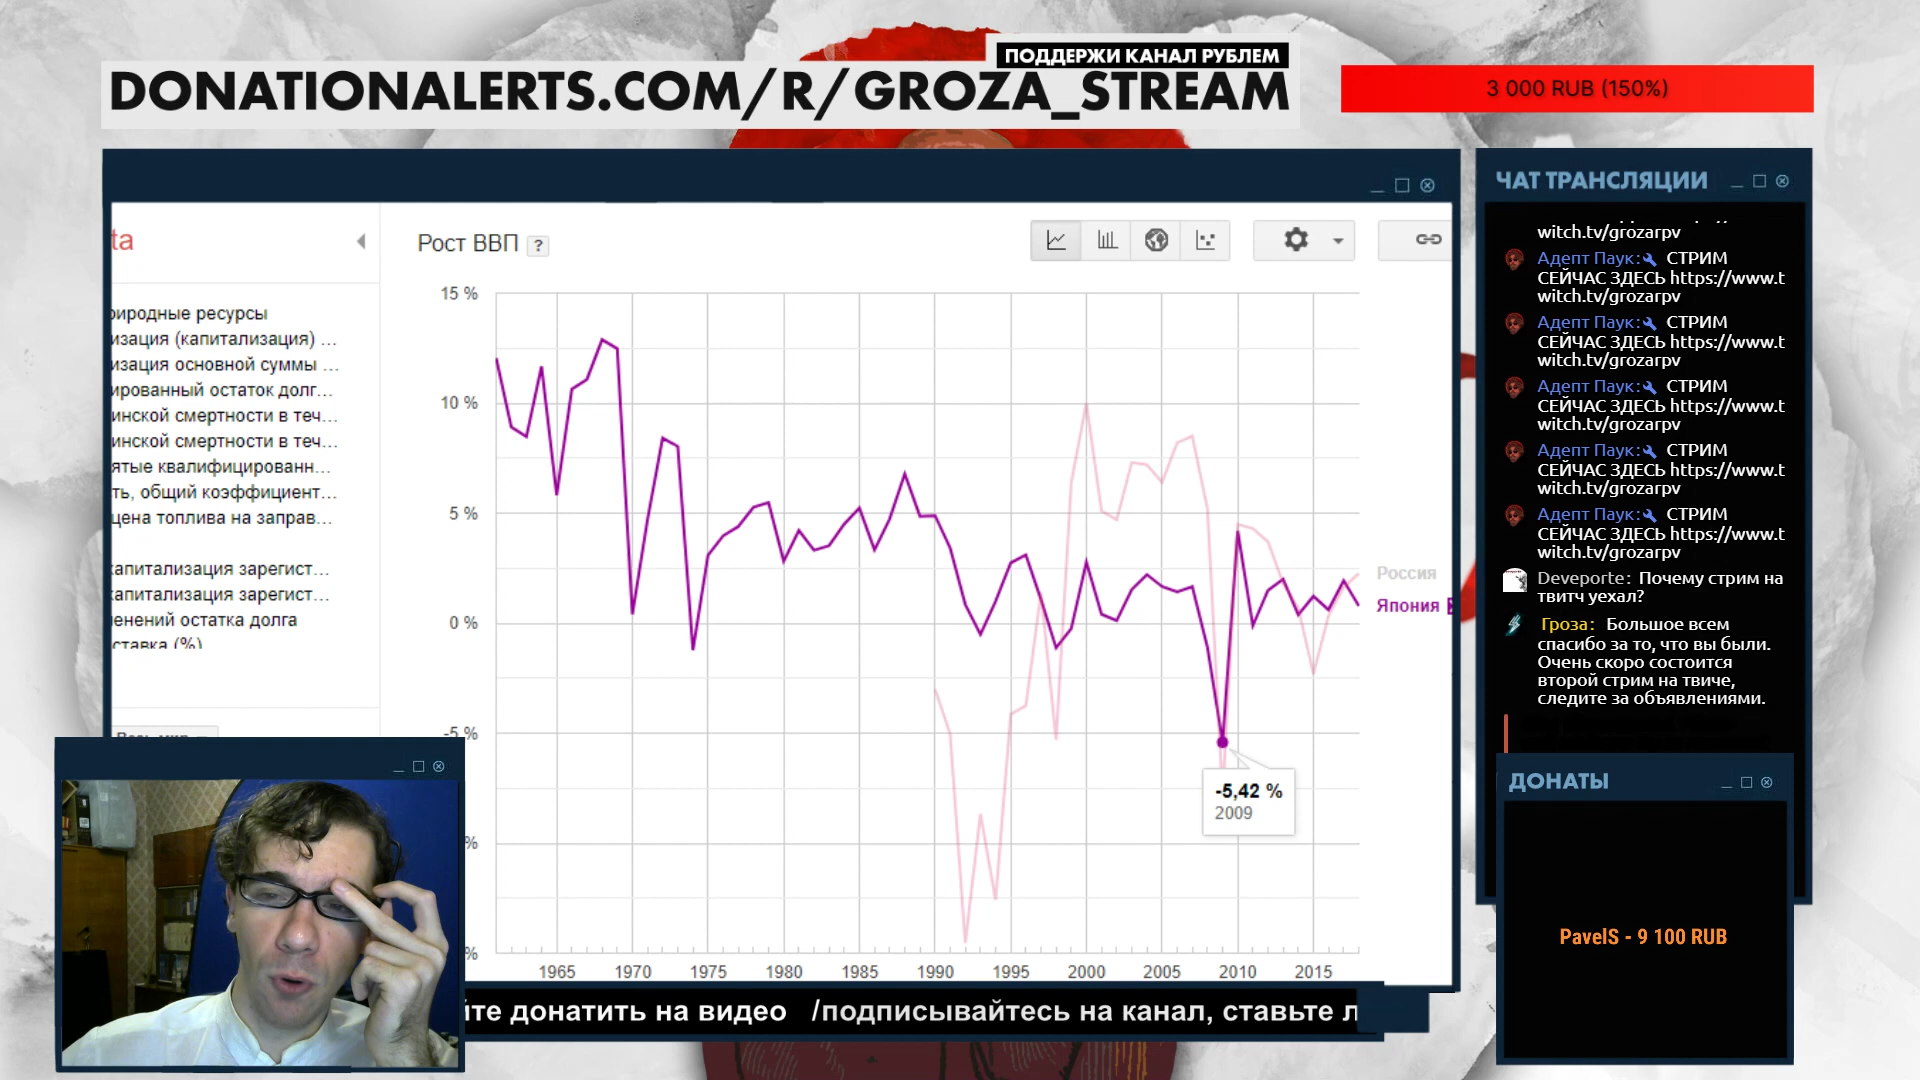 ПОДДЕРЖИ КАНАЛ РУБЛЕМ
DONATIONALERTS.COM/R/GROZA_STREAM
3 000 RUB (150%)
ta
Рост ВВП ?
риродные ресурсы
изация (капитализация) ...
изация основной суммы ...
ированный остаток долг...
инской смертности в теч...
инской смертности в теч...
ятые квалифицированн...
ть, общий коэффициент...
цена топлива на заправ...
капитализация зарегист...
капитализация зарегист...
менений остатка долга
ставка (%)
15 %
10 %
5 %
0 %
-5 %
%
%
Россия
Япония
-5,42 %
2009
1965 1970 1975 1980 1985 1990 1995 2000 2005 2010 2015
йте донатить на видео /подписывайтесь на канал, ставьте л
ЧАТ ТРАНСЛЯЦИИ
witch.tv/grozarpv
Адепт Паук: СТРИМ
СЕЙЧАС ЗДЕСЬ https://www.t
witch.tv/grozarpv
Адепт Паук: СТРИМ
СЕЙЧАС ЗДЕСЬ https://www.t
witch.tv/grozarpv
Адепт Паук: СТРИМ
СЕЙЧАС ЗДЕСЬ https://www.t
witch.tv/grozarpv
Адепт Паук: СТРИМ
СЕЙЧАС ЗДЕСЬ https://www.t
witch.tv/grozarpv
Адепт Паук: СТРИМ
СЕЙЧАС ЗДЕСЬ https://www.t
witch.tv/grozarpv
Deveporte: Почему стрим на
твитч уехал?
Гроза: Большое всем
спасибо за то, что вы были.
Очень скоро состоится
второй стрим на твиче,
следите за объявлениями.
ДОНАТЫ
PavelS - 9 100 RUB